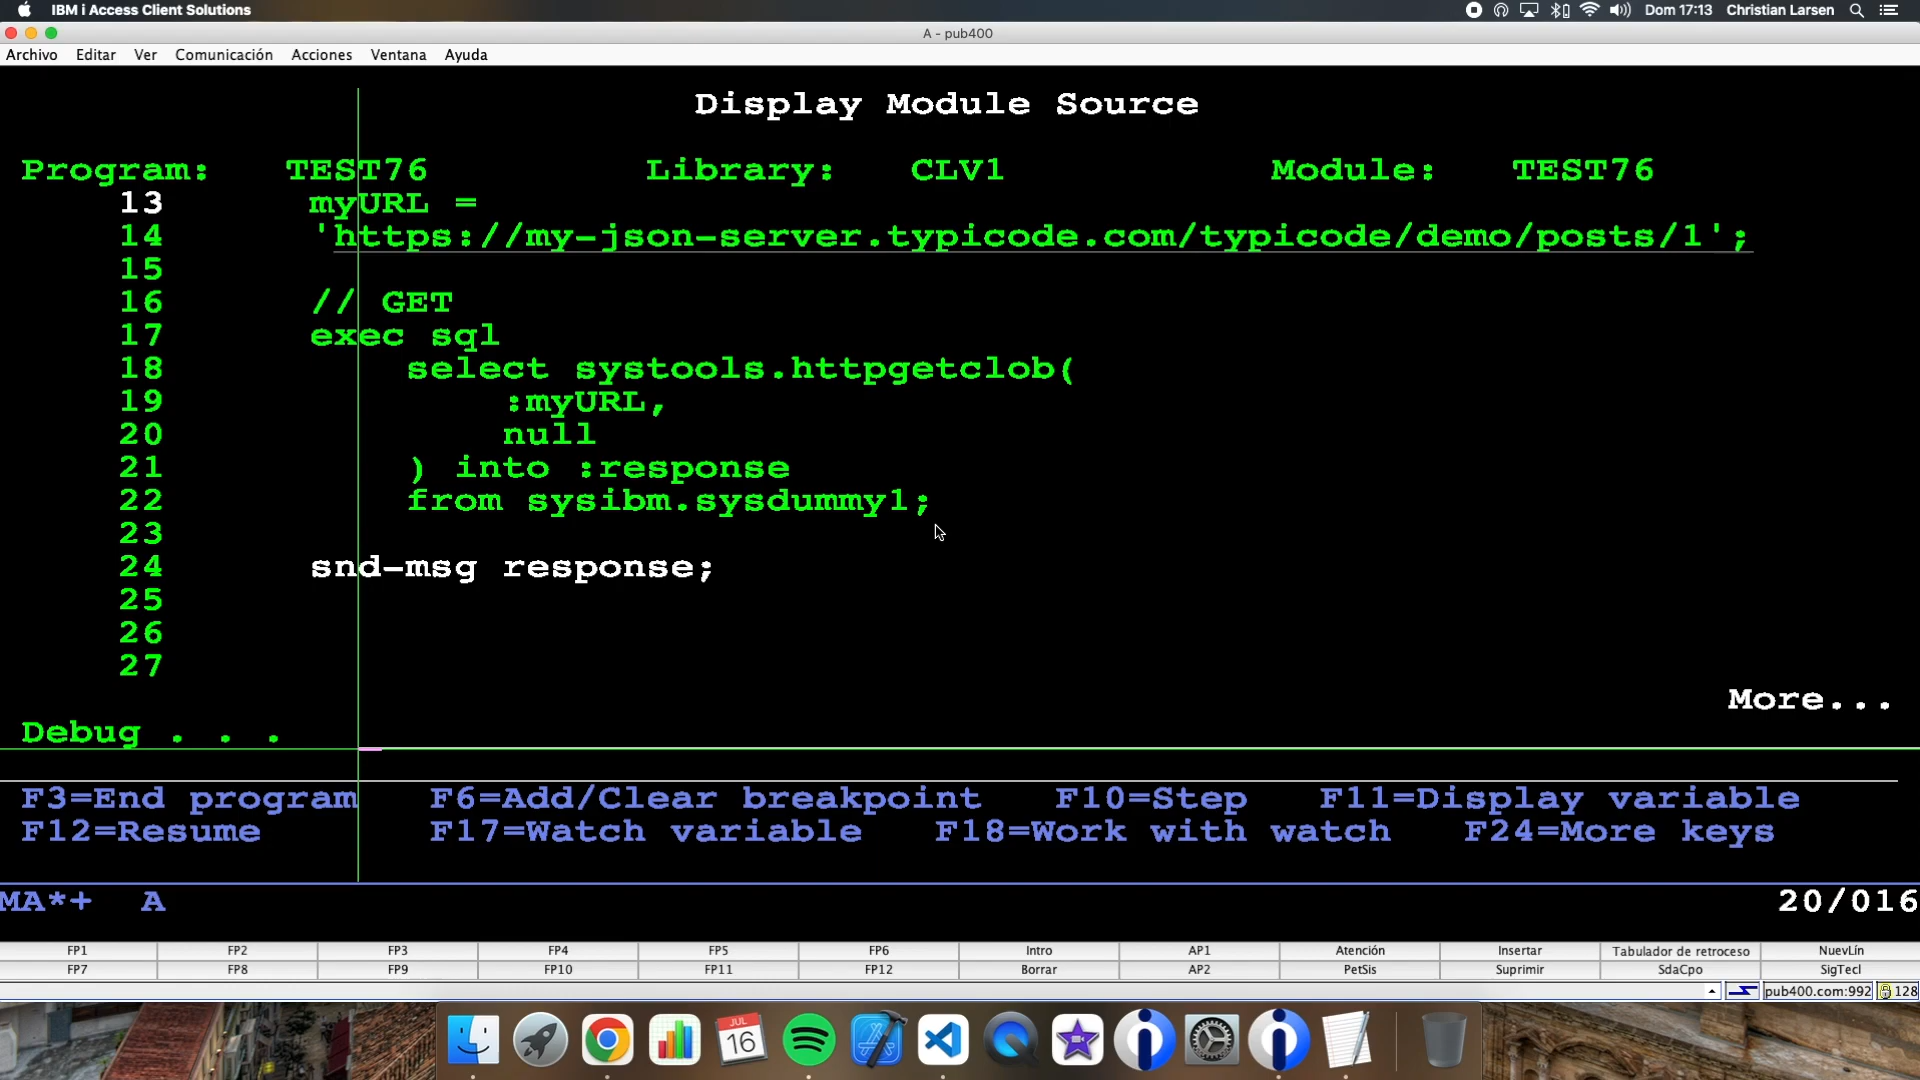 IBM i Access Client Solutions Dom 17:13 Christian Larsen
A - pub400
Archivo Editar Ver Comunicación Acciones Ventana Ayuda
Display Module Source
Program: TEST76 Library: CLV1 Module: TEST76
13 myURL =
14 'https://my-json-server.typicode.com/typicode/demo/posts/1';
15
16 // GET
17 exec sql
18 select systools.httpgetclob(
19 :myURL,
20 null
21 ) into :response
22 from sysibm.sysdummy1;
23
24 snd-msg response;
25
26
27
More...
Debug . . .
F3=End program F6=Add/Clear breakpoint F10=Step F11=Display variable
F12=Resume F17=Watch variable F18=Work with watch F24=More keys
MA*+ A 20/016
FP1 FP2 FP3 FP4 FP5 FP6 Intro AP1 Atención Insertar Tabulador de retroceso NuevLín
FP7 FP8 FP9 FP10 FP11 FP12 Borrar AP2 PetSis Suprimir SdaCpo SigTecl
pub400.com:992 128
JUL
16